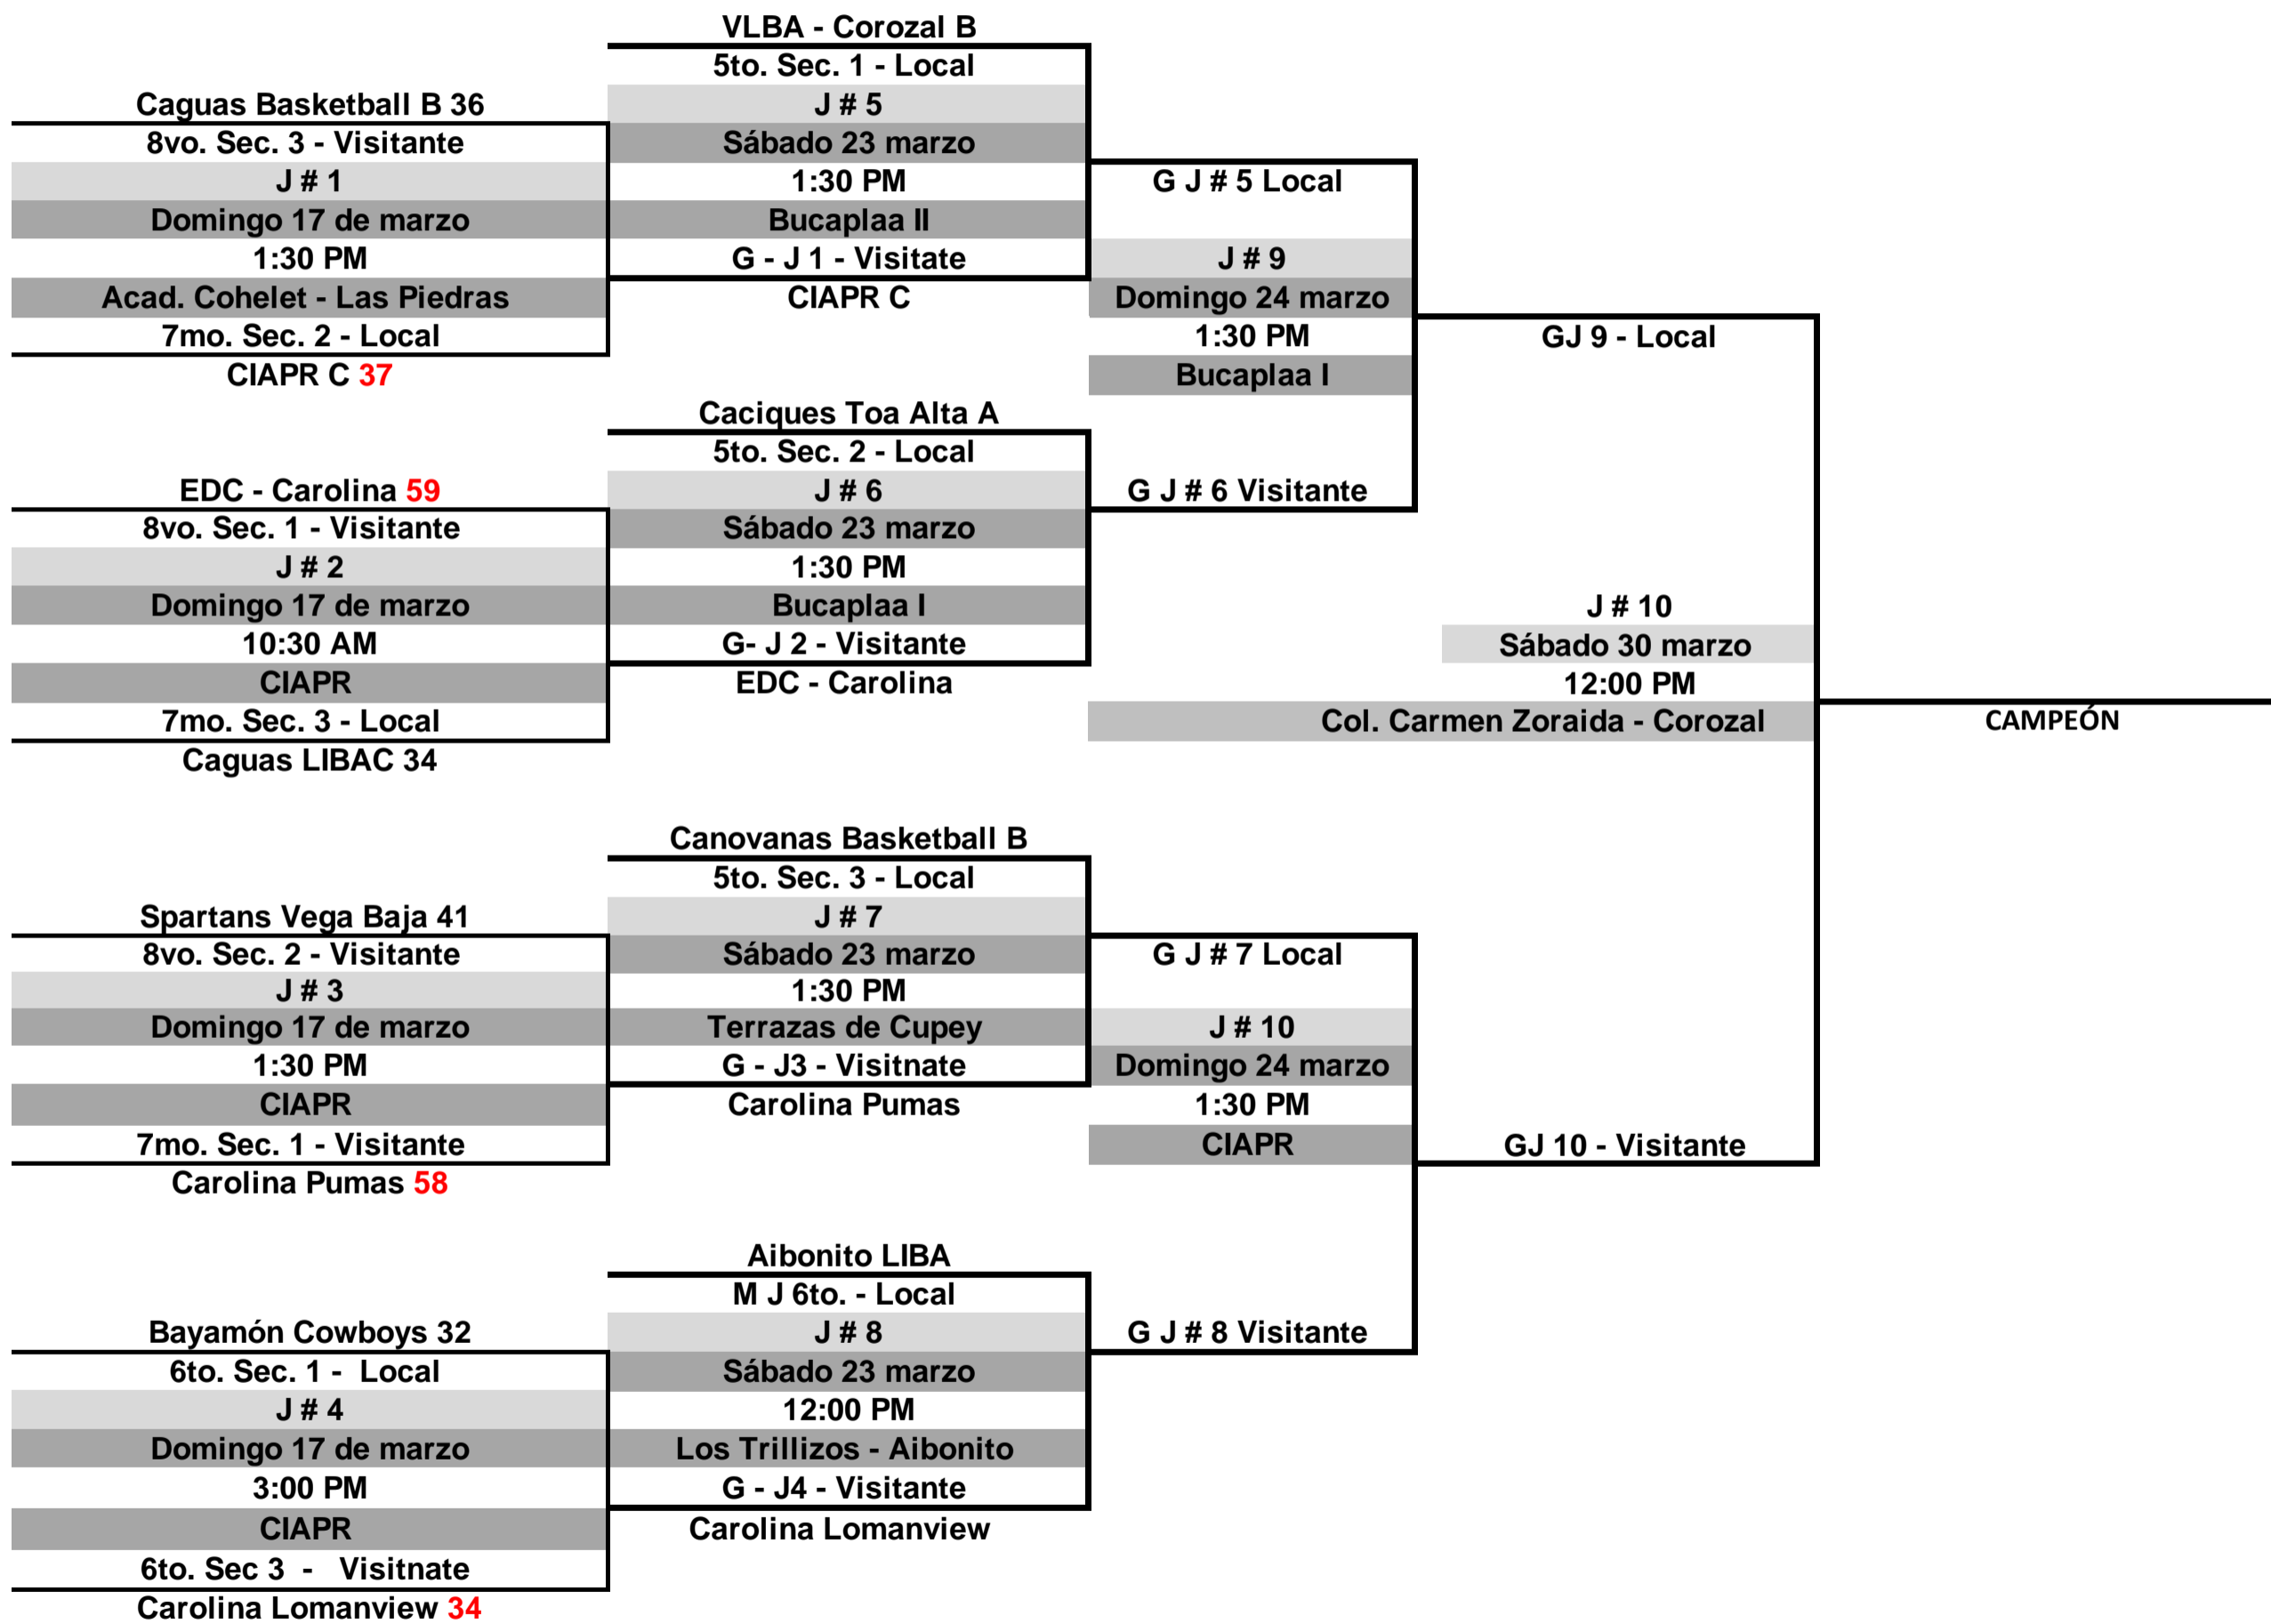 VLBA - Corozal B
5to. Sec. 1 - Local
Caguas Basketball B 36
J # 5
8vo. Sec. 3 - Visitante
Sábado 23 marzo
J # 1
1:30 PM
G J # 5 Local
Domingo 17 de marzo
Bucaplaa II
1:30 PM
G - J 1 - Visitate
J # 9
Acad. Cohelet - Las Piedras
CIAPR C
Domingo 24 marzo
7mo. Sec. 2 - Local
1:30 PM
GJ 9 - Local
CIAPR C 37
Bucaplaa I
Caciques Toa Alta A
5to. Sec. 2 - Local
EDC - Carolina 59
J # 6
G J # 6 Visitante
8vo. Sec. 1 - Visitante
Sábado 23 marzo
J # 2
1:30 PM
Domingo 17 de marzo
Bucaplaa I
J # 10
10:30 AM
G- J 2 - Visitante
Sábado 30 marzo
CIAPR
EDC - Carolina
12:00 PM
7mo. Sec. 3 - Local
Col. Carmen Zoraida - Corozal
CAMPEÓN
Caguas LIBAC 34
Canovanas Basketball B
5to. Sec. 3 - Local
Spartans Vega Baja 41
J # 7
8vo. Sec. 2 - Visitante
Sábado 23 marzo
G J # 7 Local
J # 3
1:30 PM
Domingo 17 de marzo
Terrazas de Cupey
J # 10
1:30 PM
G - J3 - Visitnate
Domingo 24 marzo
CIAPR
Carolina Pumas
1:30 PM
7mo. Sec. 1 - Visitante
CIAPR
GJ 10 - Visitante
Carolina Pumas 58
Aibonito LIBA
M J 6to. - Local
Bayamón Cowboys 32
J # 8
G J # 8 Visitante
6to. Sec. 1 - Local
Sábado 23 marzo
J # 4
12:00 PM
Domingo 17 de marzo
Los Trillizos - Aibonito
3:00 PM
G - J4 - Visitante
CIAPR
Carolina Lomanview
6to. Sec 3 - Visitnate
Carolina Lomanview 34